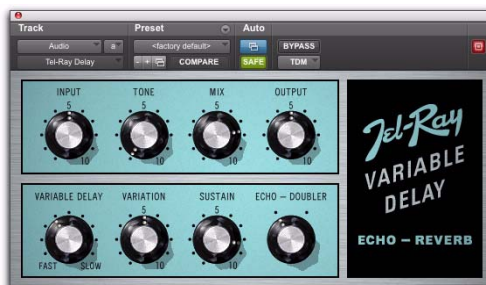 Track Preset Auto
Audio a <factory default> BYPASS
Tel-Ray Delay - + COMPARE SAFE TDM
INPUT TONE MIX OUTPUT
5 5 5 5
10 10 10 10
VARIABLE DELAY VARIATION SUSTAIN ECHO – DOUBLER
5 5
FAST SLOW 10 10
Tel-Ray
VARIABLE
DELAY
ECHO – REVERB